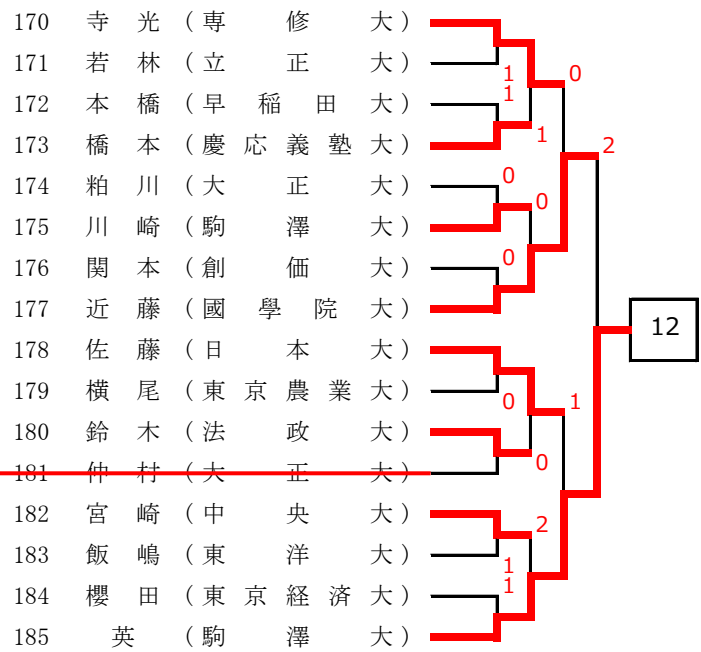 170 寺光(専修大)
171 若林(立正大)
172 本橋(早稲田大)
173 橋本(慶応義塾大)
174 粕川(大正大)
175 川崎(駒澤大)
176 関本(創価大)
177 近藤(國學院大)
178 佐藤(日本大)
179 横尾(東京農業大)
180 鈴木(法政大)
181 仲村(大正大)
182 宮崎(中央大)
183 飯嶋(東洋大)
184 櫻田(東京経済大)
185 英(駒澤大)
1
1
0
0
0
1
1
0
1
0
0
2
2
1
12